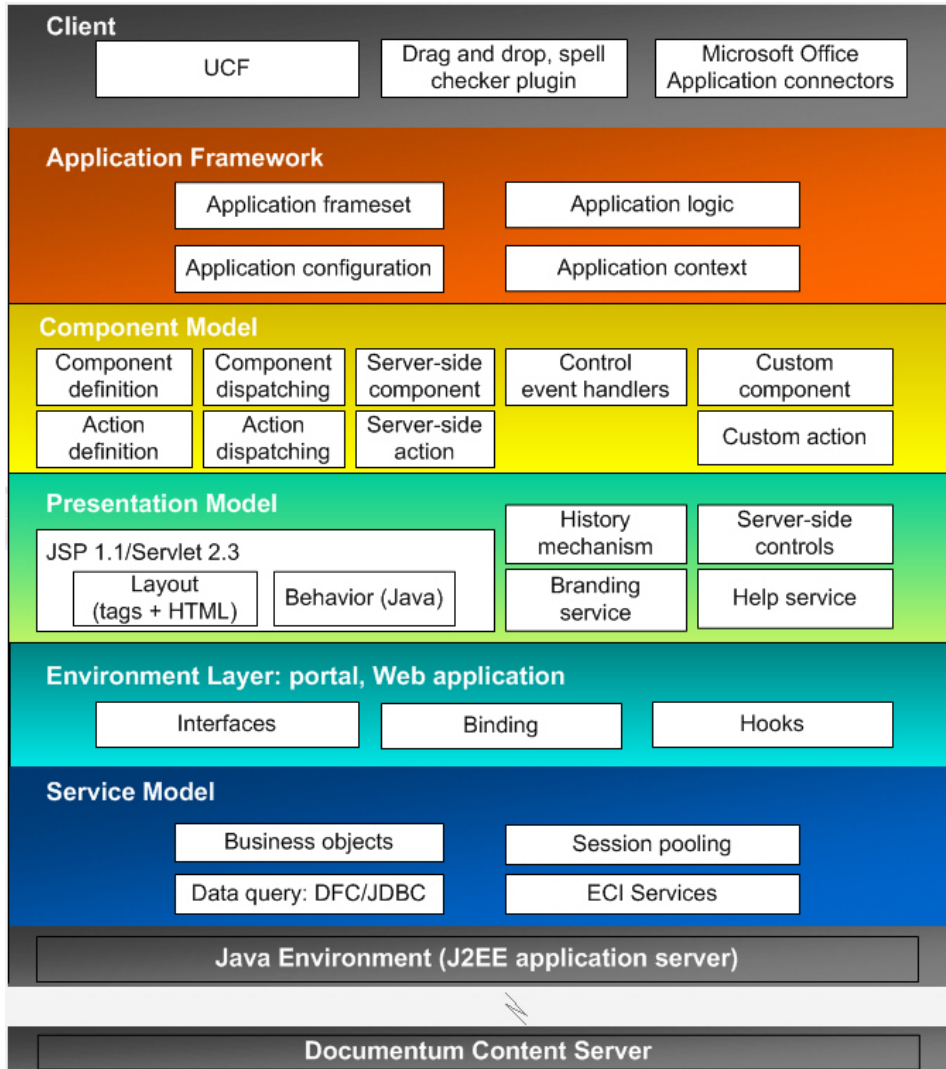 Client
UCF
Drag and drop, spell
checker plugin
Microsoft Office
Application connectors
Application Framework
Application frameset
Application logic
Application configuration
Application context
Component Model
Component
definition
Component
dispatching
Server-side
component
Control
event handlers
Custom
component
Action
definition
Action
dispatching
Server-side
action
Custom action
Presentation Model
JSP 1.1/Servlet 2.3
Layout
(tags + HTML)
Behavior (Java)
History
mechanism
Server-side
controls
Branding
service
Help service
Environment Layer: portal, Web application
Interfaces
Binding
Hooks
Service Model
Business objects
Session pooling
Data query: DFC/JDBC
ECI Services
Java Environment (J2EE application server)
Documentum Content Server